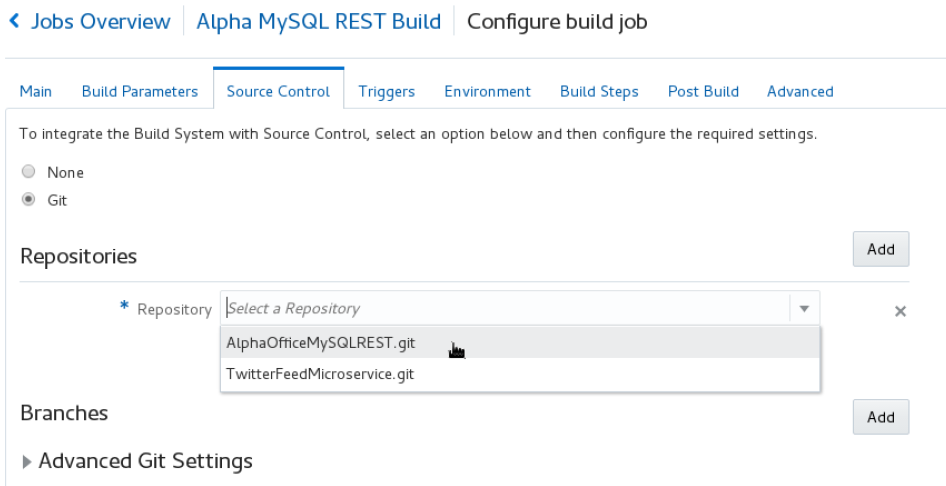 Jobs Overview Alpha MySQL REST Build Configure build job
Main Build Parameters Source Control Triggers Environment Build Steps Post Build Advanced
To integrate the Build System with Source Control, select an option below and then configure the required settings.
None
Git
Repositories Add
* Repository Select a Repository
AlphaOfficeMySQLREST.git
TwitterFeedMicroservice.git
Branches Add
Advanced Git Settings